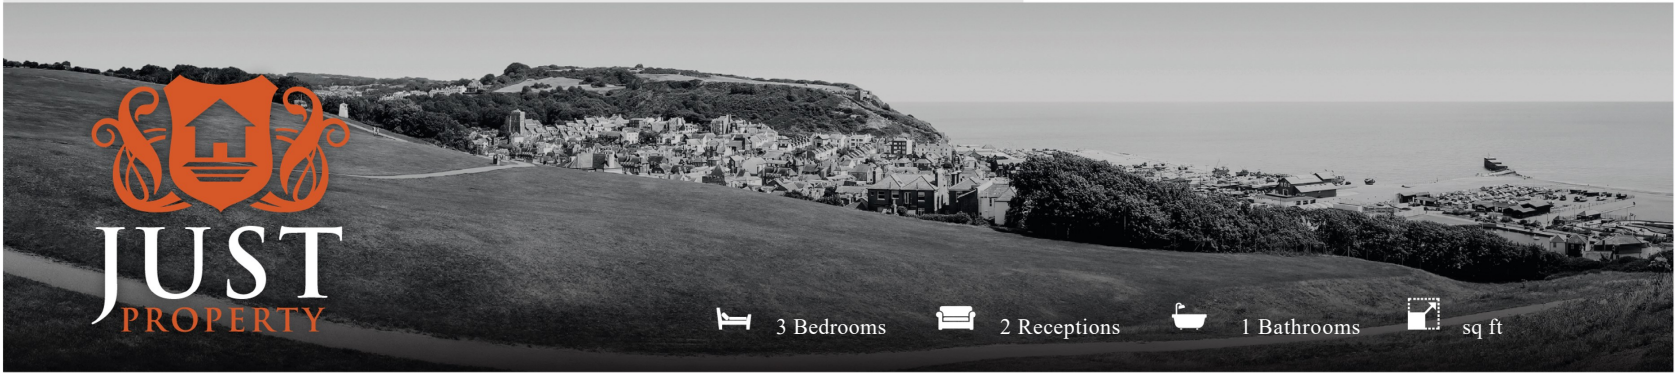 JUST
PROPERTY
3 Bedrooms
2 Receptions
1 Bathrooms
sq ft